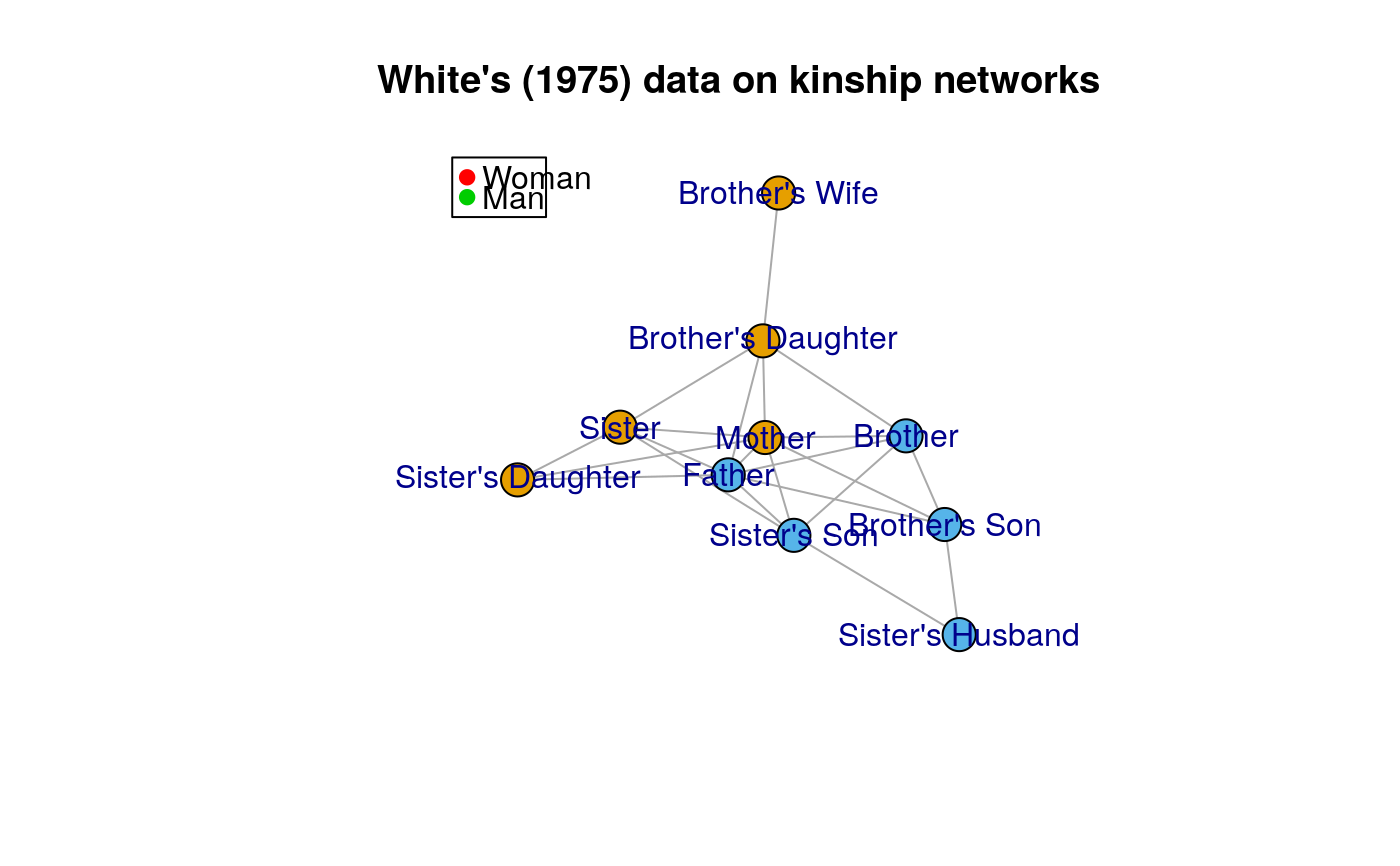 White's (1975) data on kinship networks
Woman
Man
Brother's Wife
Brother's Daughter
Sister
Mother
Brother
Sister's Daughter
Father
Sister's Son
Brother's Son
Sister's Husband